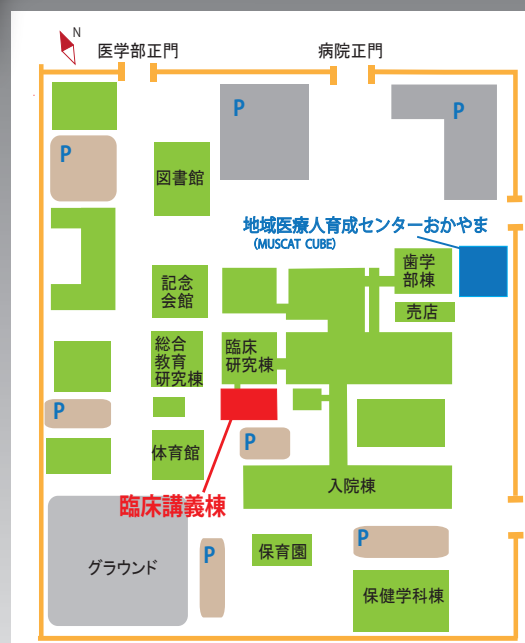 N
医学部正門
病院正門
P
P
P
図書館
地域医療人育成センターおかやま
(MUSCAT CUBE)
歯学
部棟
記念
会館
売店
総合
教育
研究棟
臨床
研究棟
P
P
体育館
入院棟
臨床講義棟
P
P
保育園
グラウンド
保健学科棟